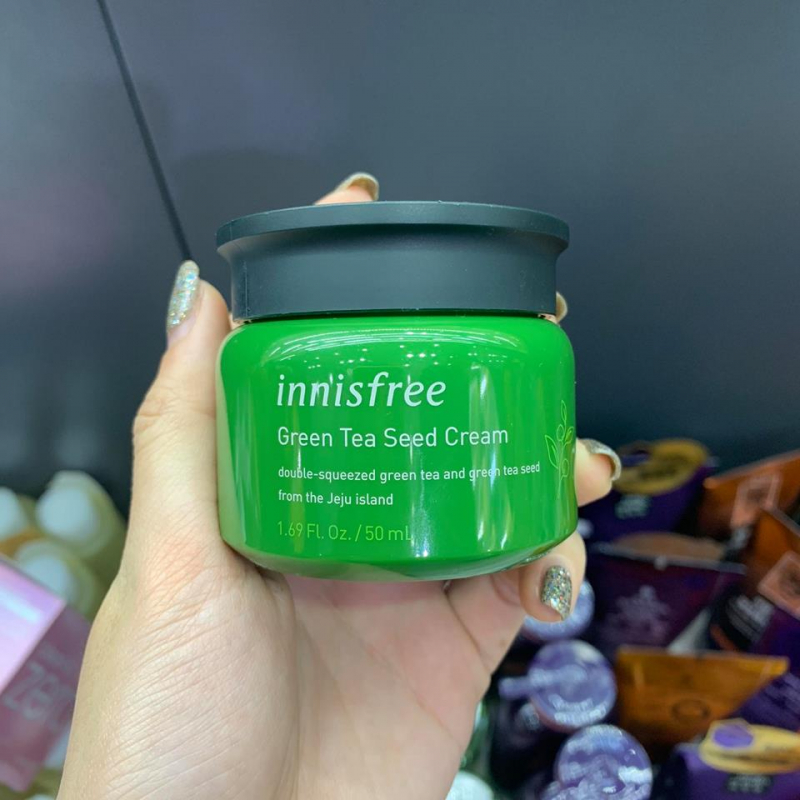 innisfree
Green Tea Seed Cream
double-squeezed green tea and green tea seed
from the Jeju island
1.69 Fl. Oz. / 50 mL